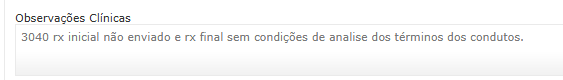 Observações Clínicas
3040 rx inicial não enviado e rx final sem condições de analise dos términos dos condutos.